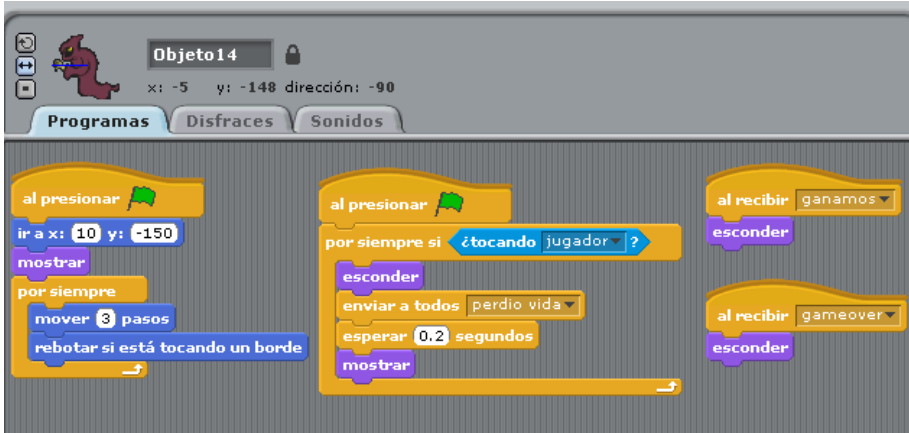 Objeto14
x: -5 y: -148 dirección: -90
Programas Disfraces Sonidos
al presionar
ir a x: 10 y: -150
mostrar
por siempre
mover 3 pasos
rebotar si está tocando un borde
al presionar
por siempre si ¿tocando jugador ?
esconder
enviar a todos perdio vida
esperar 0.2 segundos
mostrar
al recibir ganamos
esconder
al recibir gameover
esconder